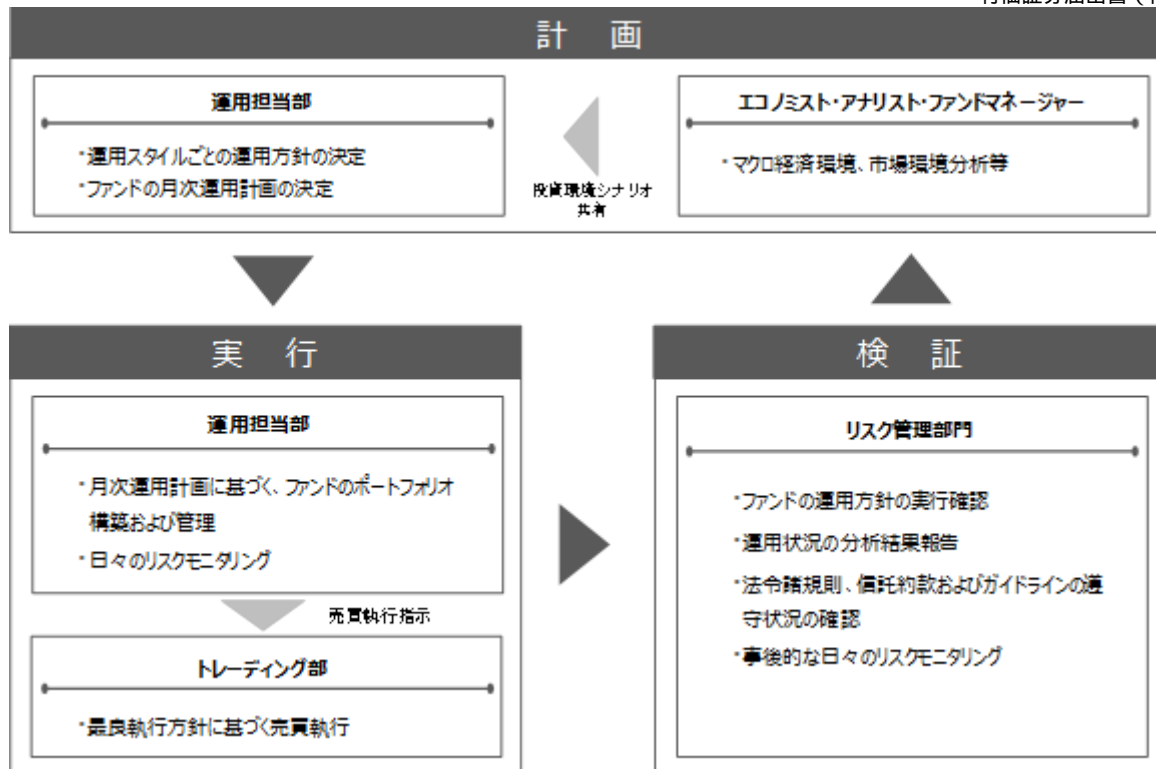 計 画
運用担当部
・運用スタイルごとの運用方針の決定
・ファンドの月次運用計画の決定
投資環境シナリオ
共有
エコノミスト・アナリスト・ファンドマネージャー
・マクロ経済環境、市場環境分析等
実 行
運用担当部
・月次運用計画に基づく、ファンドのポートフォリオ
構築および管理
・日々のリスクモニタリング
売買執行指示
トレーディング部
・最良執行方針に基づく売買執行
検 証
リスク管理部門
・ファンドの運用方針の実行確認
・運用状況の分析結果報告
・法令諸規則、信託約款およびガイドラインの遵
守状況の確認
・事後的な日々のリスクモニタリング